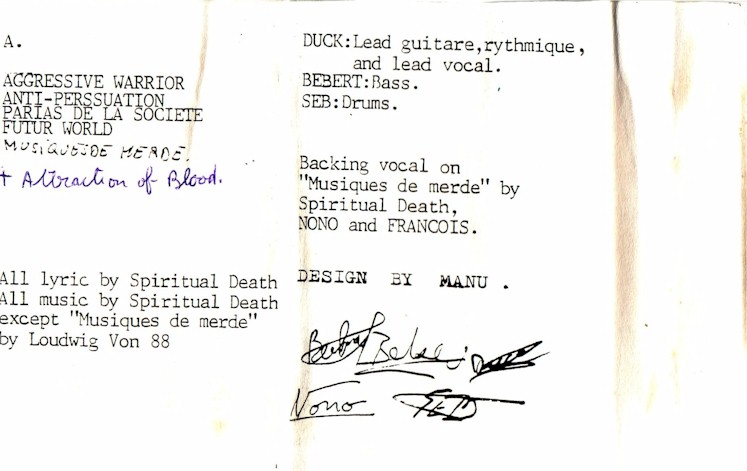 A.
AGGRESSIVE WARRIOR
ANTI-PERSSUATION
PARIAS DE LA SOCIETE
FUTUR WORLD
MUSIQUES DE MERDE.
+ Attraction of Blood.
All lyric by Spiritual Death
All music by Spiritual Death
except "Musiques de merde"
by Loudwig Von 88
DUCK:Lead guitare,rythmique,
and lead vocal.
BEBERT:Bass.
SEB:Drums.
Backing vocal on
"Musiques de merde" by
Spiritual Death,
NONO and FRANCOIS.
DESIGN BY MANU .
Nono SEB